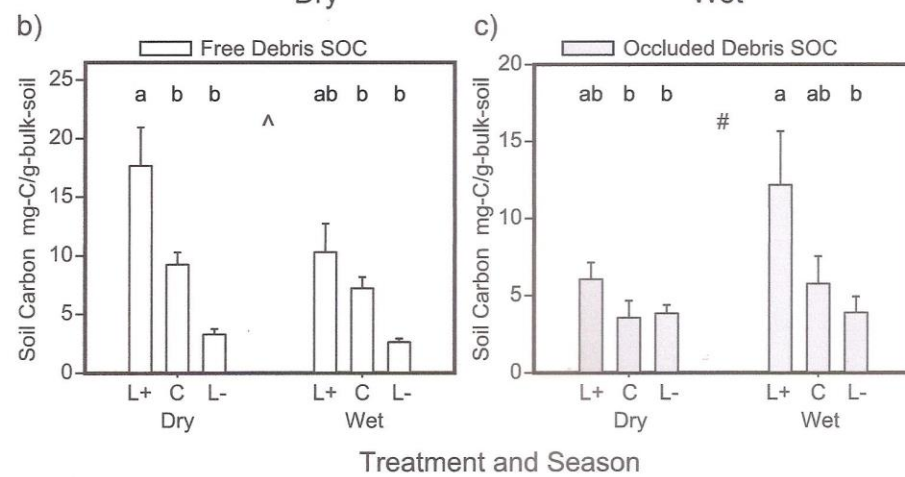 Dry
Wet
b)
Free Debris SOC
Soil Carbon mg-C/g-bulk-soil
25
20
15
10
5
0
a b b
^
ab b b
L+ C L-
Dry
L+ C L-
Wet
c)
Occluded Debris SOC
Soil Carbon mg-C/g-bulk-soil
20
15
10
5
0
ab b b
#
a ab b
L+ C L-
Dry
L+ C L-
Wet
Treatment and Season